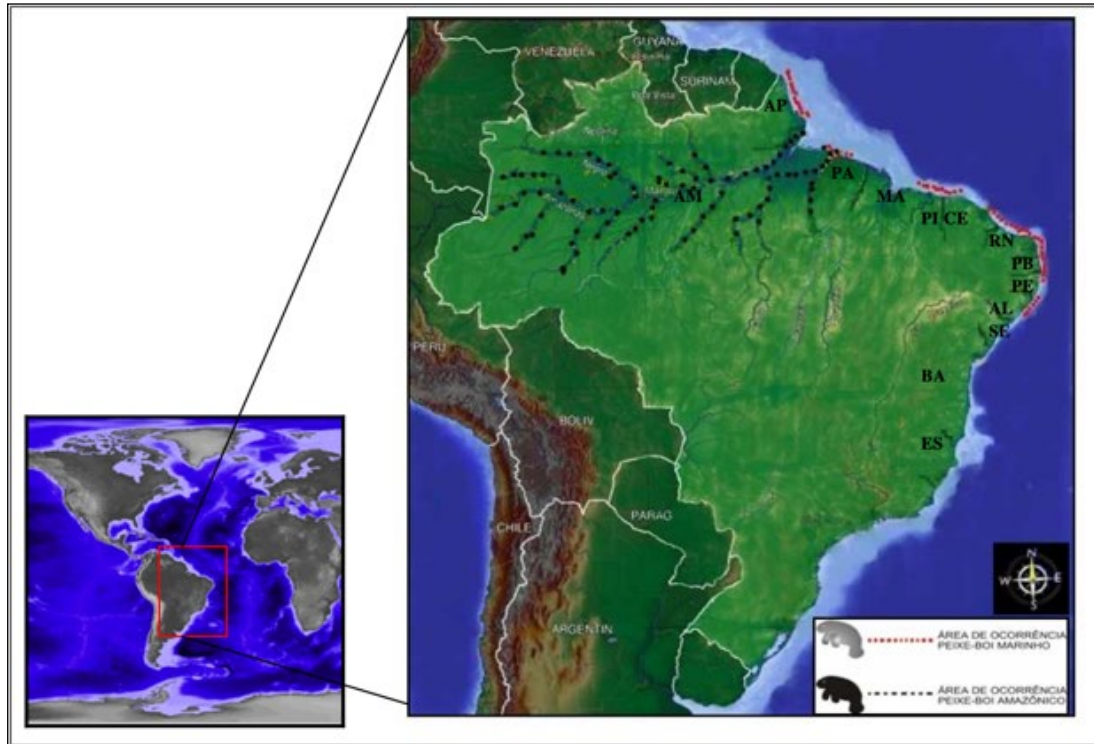 VENEZUELA
GUYANA
SURINAM
AP
PA
AM
MA
PI CE
RN
PB
PE
AL
SE
BA
ES
PERU
BOLIV
PARAG
CHILE
ARGENTIN
N
W E
S
ÁREA DE OCORRÊNCIA
PEIXE-BOI MARINHO
ÁREA DE OCORRÊNCIA
PEIXE-BOI AMAZÔNICO